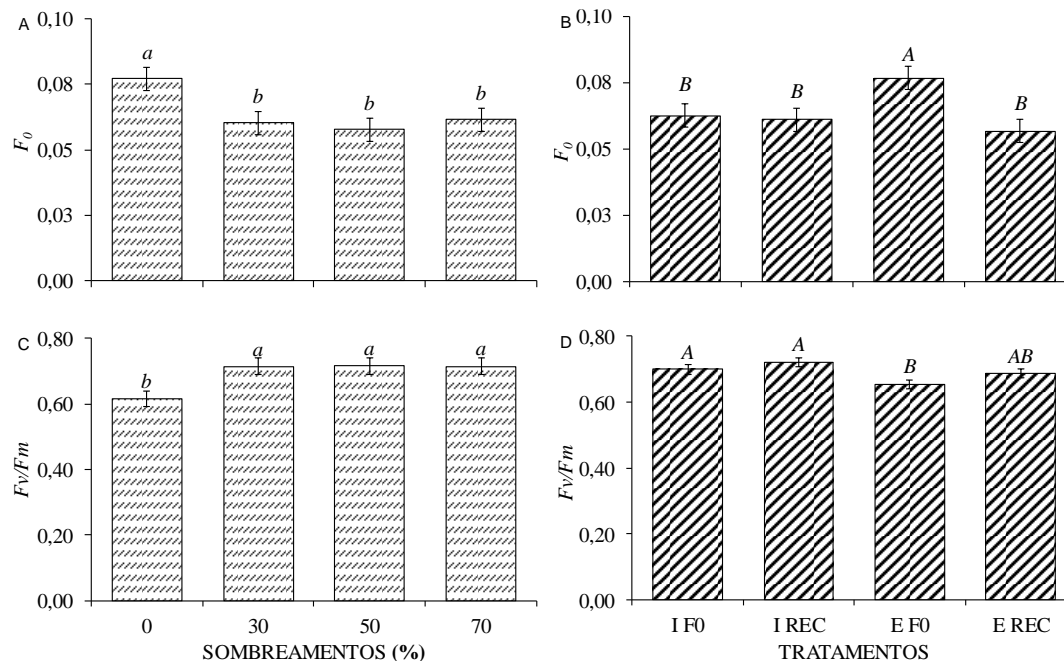 A
0,10
0,08
0,05
0,03
0,00
F0
a
b
b
b
B
0,10
0,08
0,05
0,03
0,00
F0
B
B
A
B
C
0,80
0,60
0,40
0,20
0,00
Fv/Fm
b
a
a
a
0
30
50
70
SOMBREAMENTOS (%)
D
0,80
0,60
0,40
0,20
0,00
Fv/Fm
A
A
B
AB
I F0
I REC
E F0
E REC
TRATAMENTOS